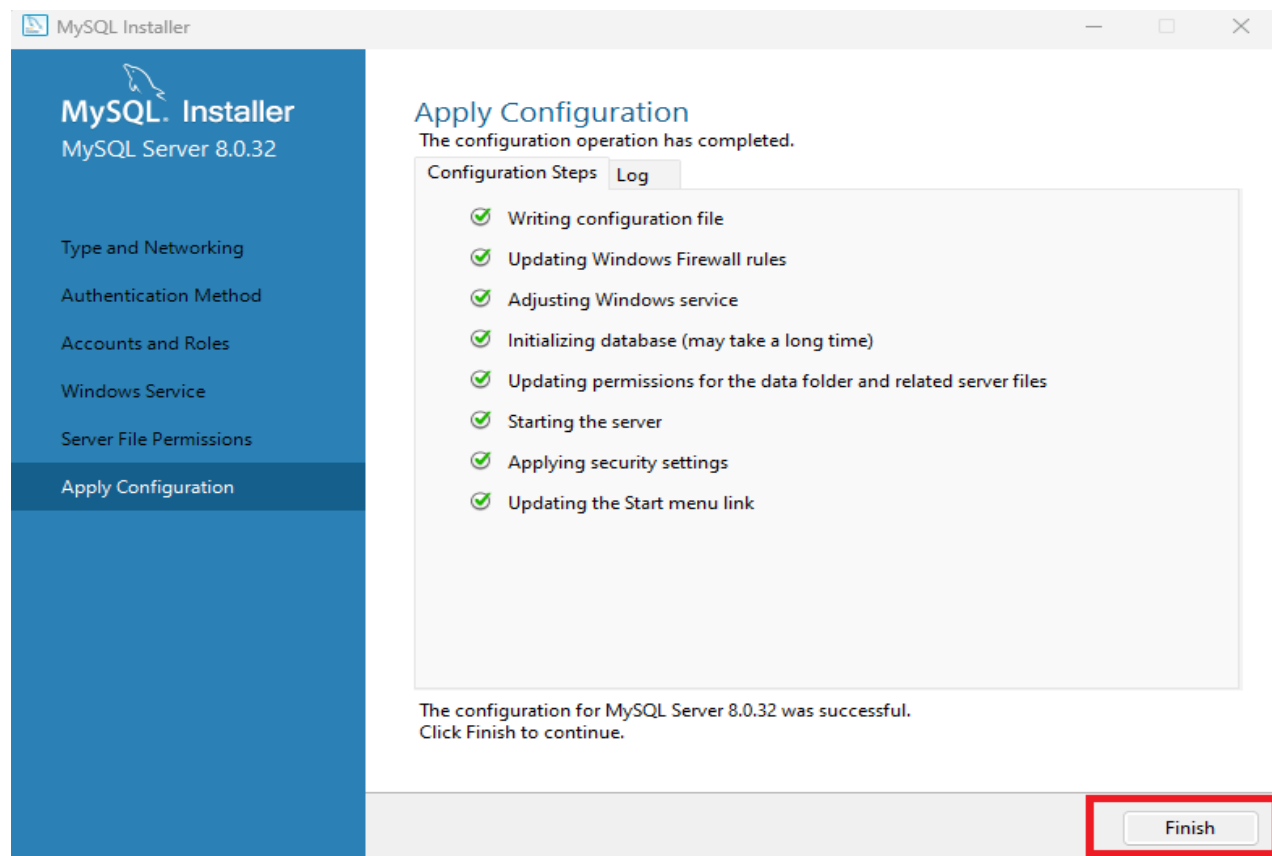 MySQL Installer
MySQL. Installer
MySQL Server 8.0.32
Type and Networking
Authentication Method
Accounts and Roles
Windows Service
Server File Permissions
Apply Configuration
Apply Configuration
The configuration operation has completed.
Configuration Steps Log
Writing configuration file
Updating Windows Firewall rules
Adjusting Windows service
Initializing database (may take a long time)
Updating permissions for the data folder and related server files
Starting the server
Applying security settings
Updating the Start menu link
The configuration for MySQL Server 8.0.32 was successful.
Click Finish to continue.
Finish